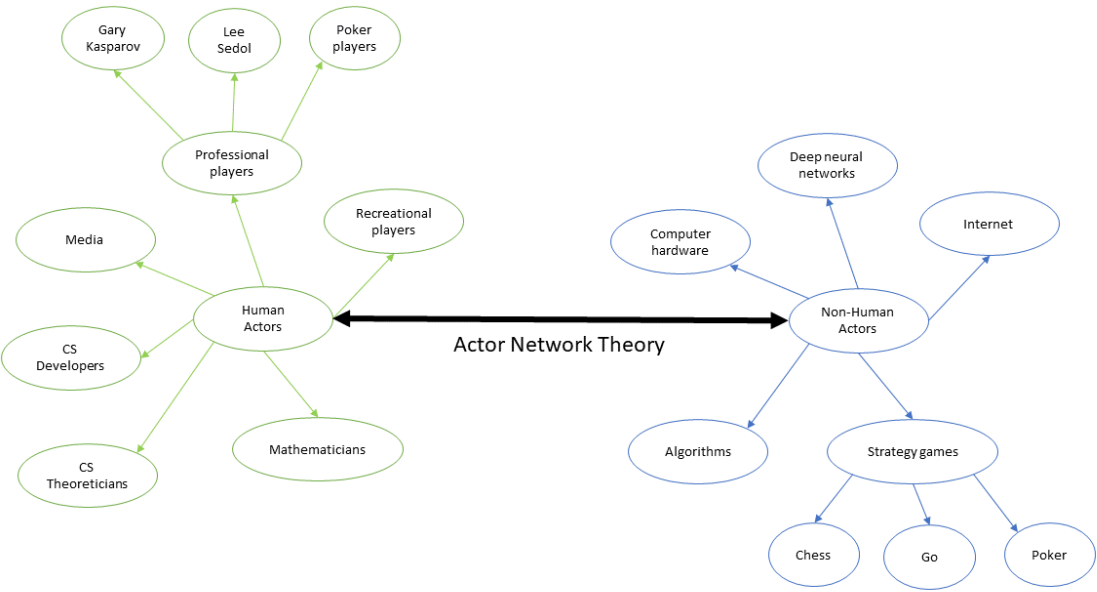 Gary
Kasparov
Lee
Sedol
Poker
players
Professional
players
Recreational
players
Media
Human
Actors
CS
Developers
CS
Theoreticians
Mathematicians
Actor Network Theory
Deep neural
networks
Computer
hardware
Internet
Non-Human
Actors
Algorithms
Strategy games
Chess
Go
Poker